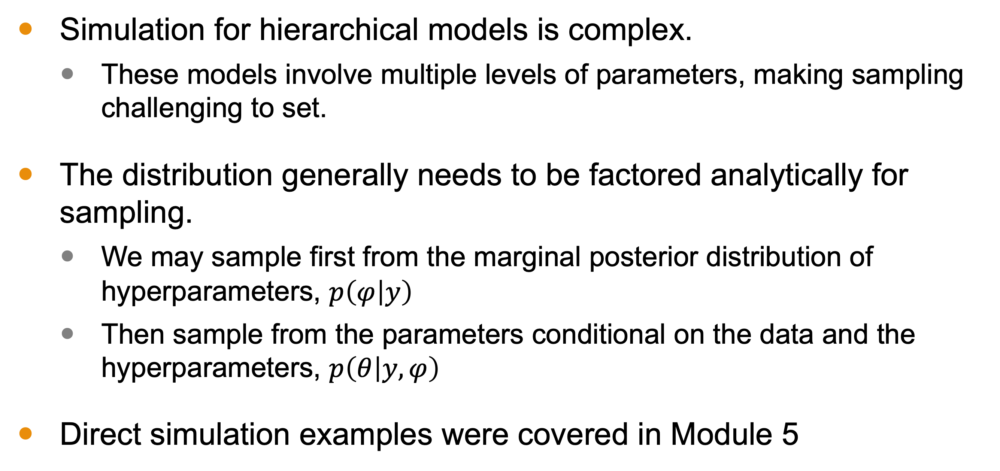 Simulation for hierarchical models is complex.
These models involve multiple levels of parameters, making sampling
challenging to set.
The distribution generally needs to be factored analytically for
sampling.
We may sample first from the marginal posterior distribution of
hyperparameters, p(φ|y)
Then sample from the parameters conditional on the data and the
hyperparameters, p(θ|y, φ)
Direct simulation examples were covered in Module 5